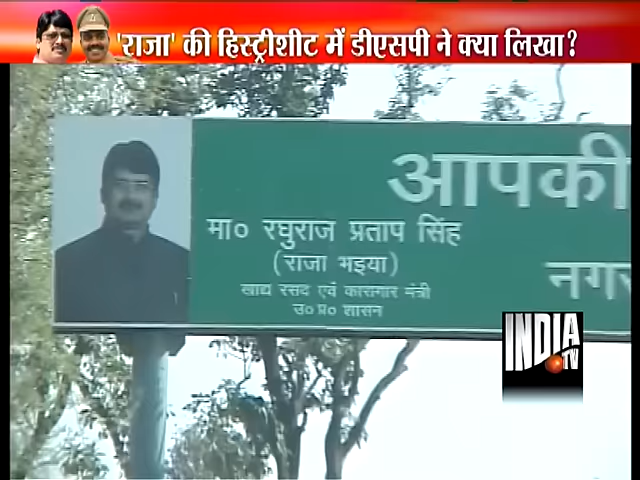 'राजा' की हिस्ट्रीशीट में डीएसपी ने क्या लिखा?
आपकी
मा० रघुराज प्रताप सिंह
(राजा भइया)
खाद्य रसद एवं कारागार मंत्री
उ०प्र० शासन
नगर
INDIA
TV